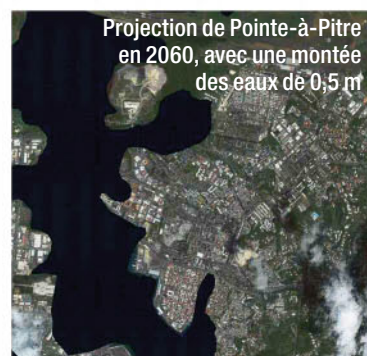 Projection de Pointe-à-Pitre
en 2060, avec une montée
des eaux de 0,5 m